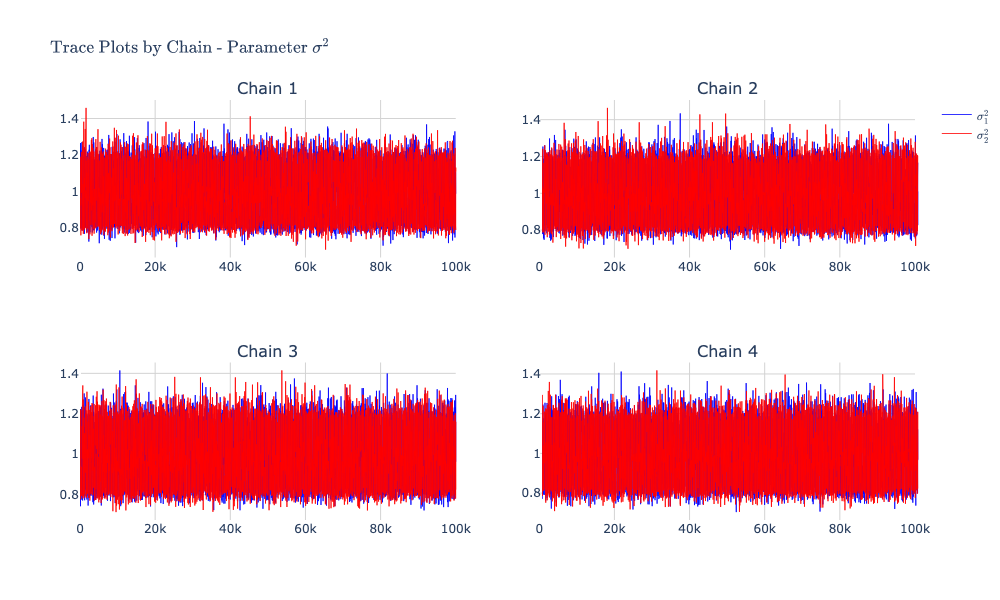 Trace Plots by Chain - Parameter σ²
Chain 1
1.4
1.2
1
0.8
0 20k 40k 60k 80k 100k
Chain 2
1.4
1.2
1
0.8
0 20k 40k 60k 80k 100k
σ₁²
σ₂²
Chain 3
1.4
1.2
1
0.8
0 20k 40k 60k 80k 100k
Chain 4
1.4
1.2
1
0.8
0 20k 40k 60k 80k 100k